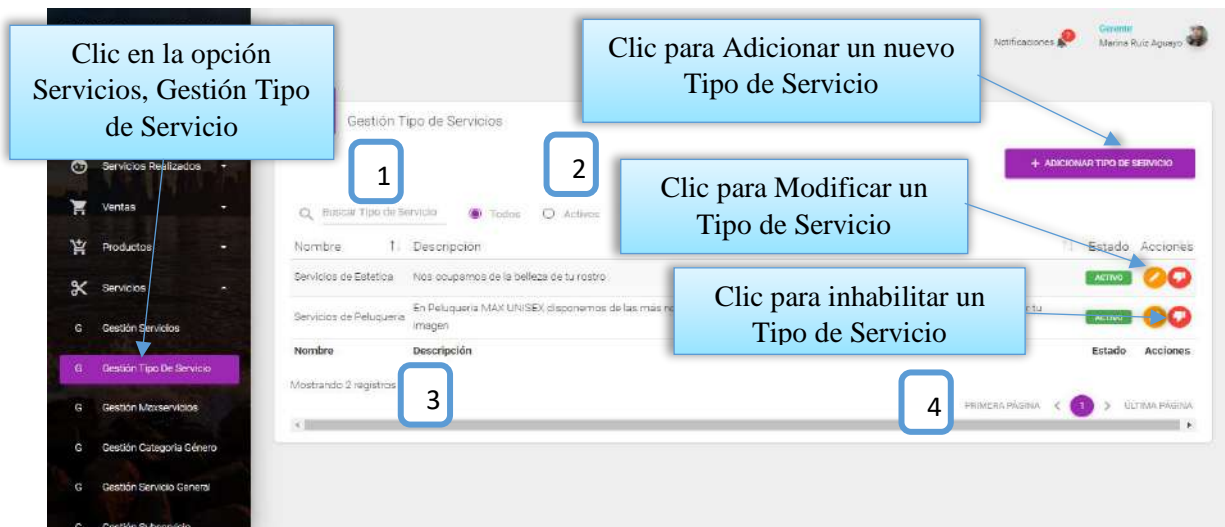 Clic en la opción
Servicios, Gestión Tipo
de Servicio
Clic para Adicionar un nuevo
Tipo de Servicio
Notificaciones
Gerente
Marina Ruiz Aguayo
Gestión Tipo de Servicios
1
2
+ ADICIONAR TIPO DE SERVICIO
Clic para Modificar un
Tipo de Servicio
Servicios Realizados
Ventas
Productos
Servicios
G Gestión Servicios
G Gestión Tipo De Servicio
G Gestión Maxservicios
G Gestión Categoría Género
G Gestión Servicio General
G Gestión Subservicio
Buscar Tipo de Servicio
Todos
Activos
Nombre Descripción Estado Acciones
Servicios de Estetica Nos ocupamos de la belleza de tu rostro ACTIVO
Clic para inhabilitar un
Tipo de Servicio
Servicios de Peluqueria En Peluqueria MAX UNISEX disponemos de las más
tu
imagen
ACTIVO
Nombre Descripción Estado Acciones
Mostrando 2 registros
3
4
PRIMERA PÁGINA < 1 > ÚLTIMA PÁGINA